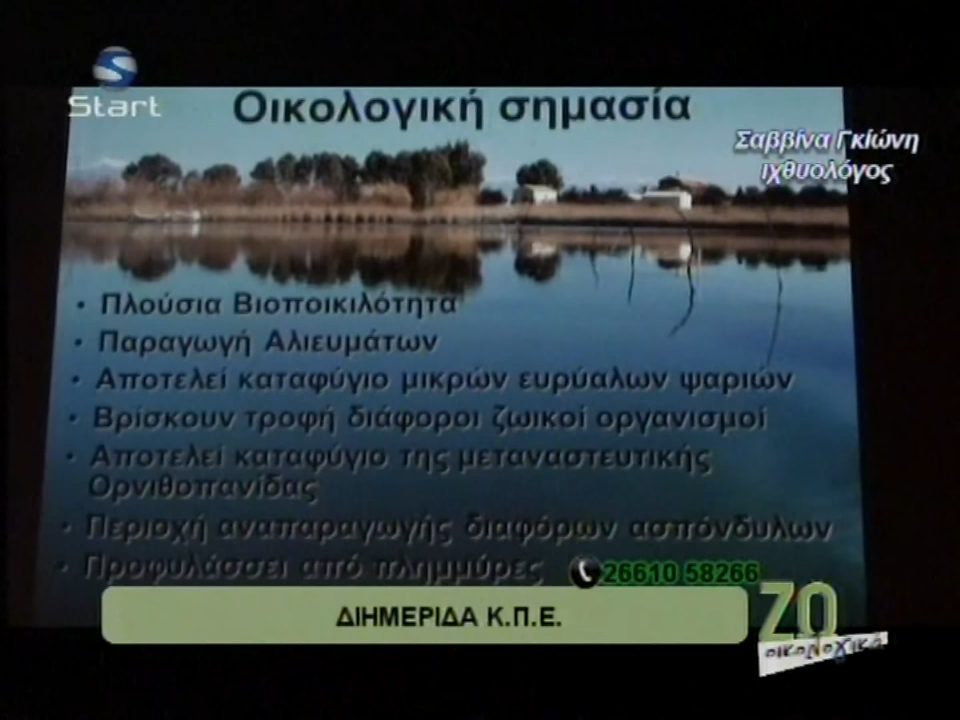 Start
Οικολογική σημασία
Σαββίνα Γκίώνη
ιχθυολόγος
• Πλούσια Βιοποικιλότητα
• Παραγωγή Αλιευμάτων
• Αποτελεί καταφύγιο μικρών ευρύαλων ψαριών
• Βρίσκουν τροφή διάφοροι ζωικοί οργανισμοί
• Αποτελεί καταφύγιο της μεταναστευτικής
Ορνιθοπανίδας
• Περιοχή αναπαραγωγής διαφόρων ασπόνδυλων
• Προφυλάσσει από πλημμύρες
26610 58266
ΔΙΗΜΕΡΙΔΑ Κ.Π.Ε.
ΖΩ
οικολογικά